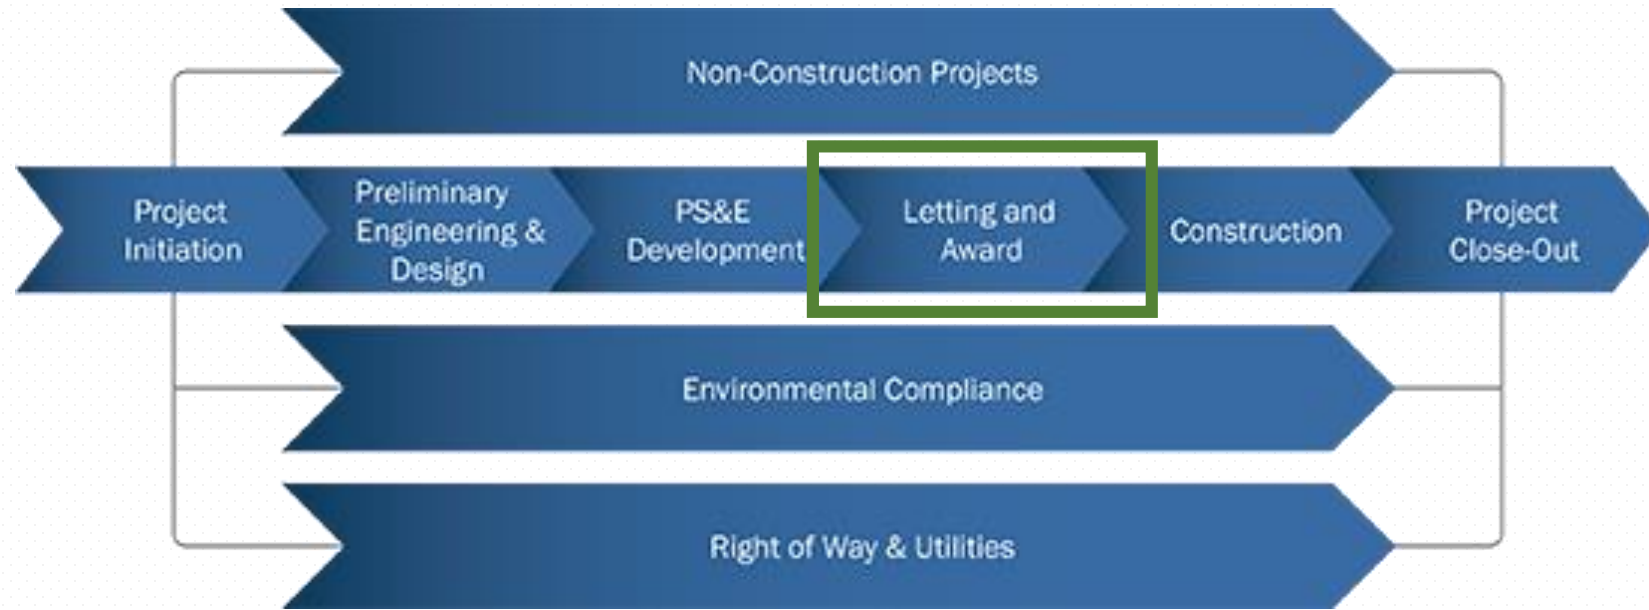 Non-Construction Projects
Project
Initiation
Preliminary
Engineering &
Design
PS&E
Development
Letting and
Award
Construction
Project
Close-Out
Environmental Compliance
Right of Way & Utilities